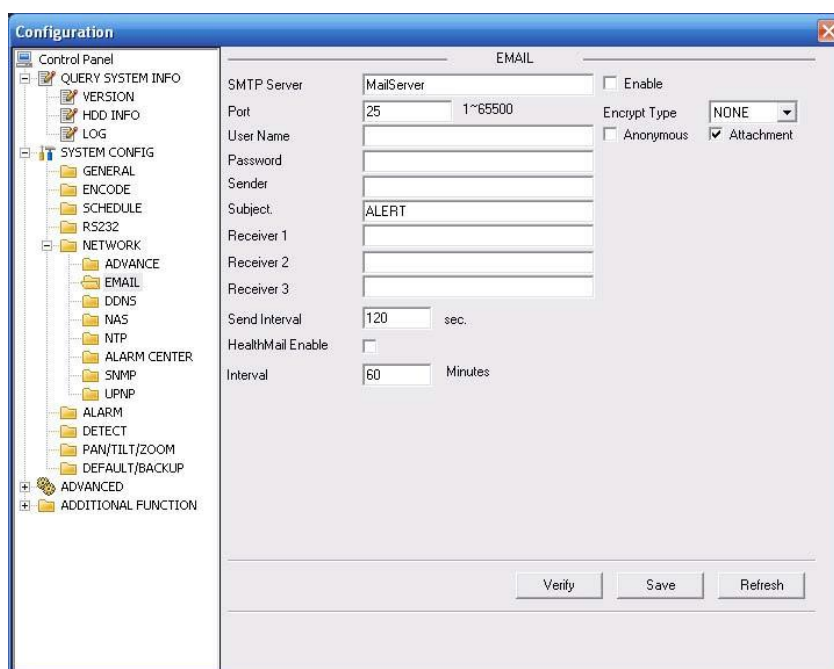 Configuration
Control Panel
QUERY SYSTEM INFO
VERSION
HDD INFO
LOG
SYSTEM CONFIG
GENERAL
ENCODE
SCHEDULE
RS232
NETWORK
ADVANCE
EMAIL
DDNS
NAS
NTP
ALARM CENTER
SNMP
UPNP
ALARM
DETECT
PAN/TILT/ZOOM
DEFAULT/BACKUP
ADVANCED
ADDITIONAL FUNCTION
EMAIL
SMTP Server MailServer Enable
Port 25 1~65500 Encrypt Type NONE
User Name Anonymous Attachment
Password
Sender
Subject. ALERT
Receiver 1
Receiver 2
Receiver 3
Send Interval 120 sec.
HealthMail Enable
Interval 60 Minutes
Verify Save Refresh